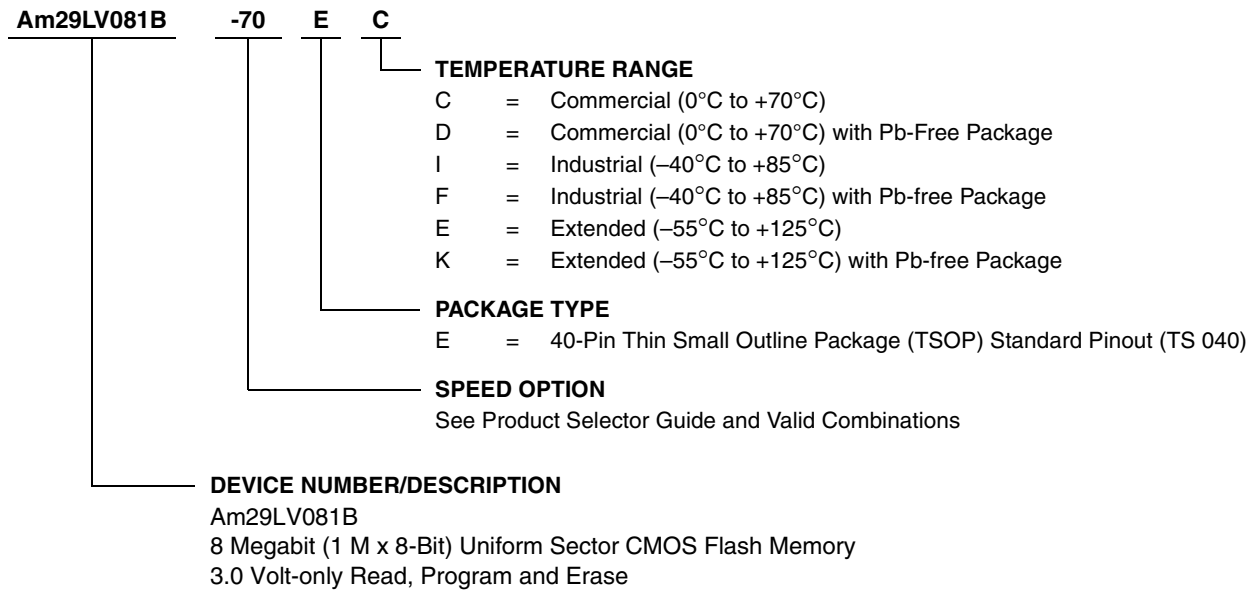 Am29LV081B -70 E C
TEMPERATURE RANGE
C = Commercial (0°C to +70°C)
D = Commercial (0°C to +70°C) with Pb-Free Package
I = Industrial (–40°C to +85°C)
F = Industrial (–40°C to +85°C) with Pb-free Package
E = Extended (–55°C to +125°C)
K = Extended (–55°C to +125°C) with Pb-free Package
PACKAGE TYPE
E = 40-Pin Thin Small Outline Package (TSOP) Standard Pinout (TS 040)
SPEED OPTION
See Product Selector Guide and Valid Combinations
DEVICE NUMBER/DESCRIPTION
Am29LV081B
8 Megabit (1 M x 8-Bit) Uniform Sector CMOS Flash Memory
3.0 Volt-only Read, Program and Erase